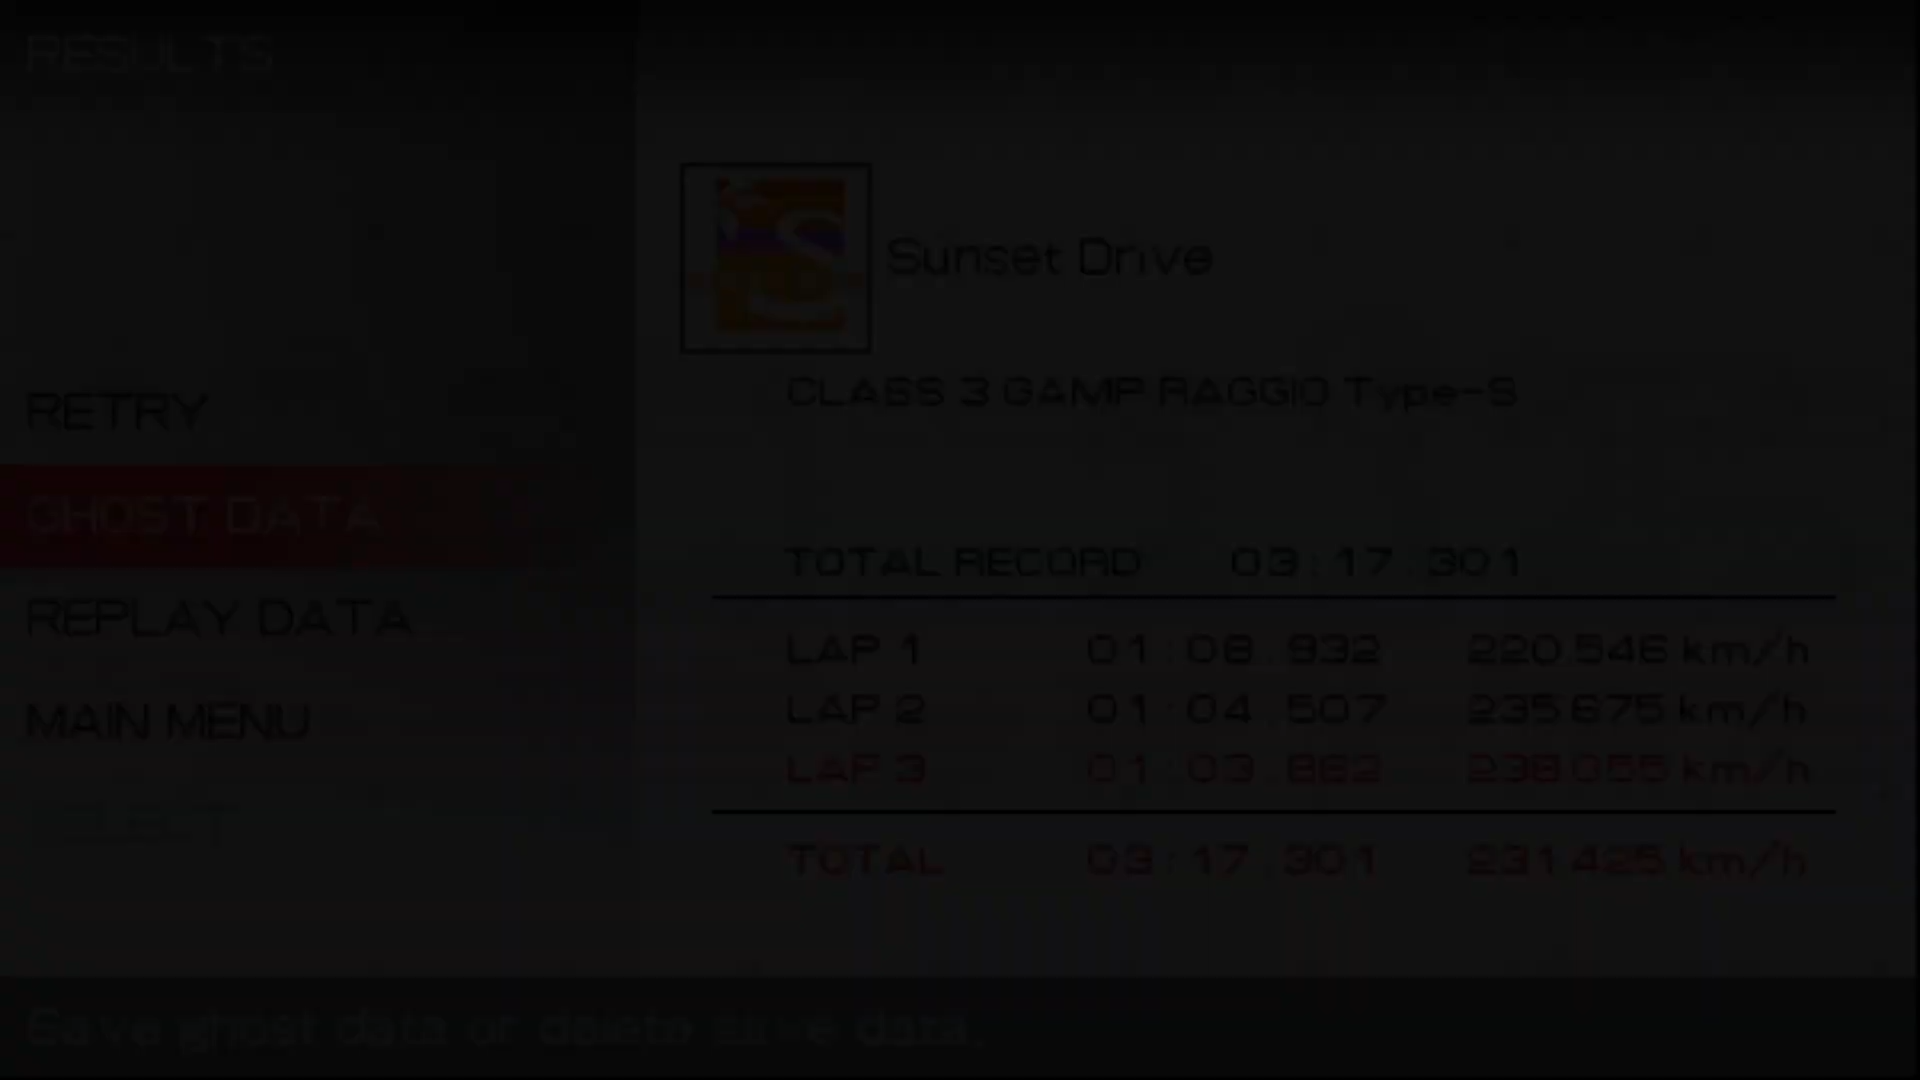 RESULTS
Sunset Drive
CLASS 3 GAMP RAGGIO Type-S
RETRY
GHOST DATA
REPLAY DATA
MAIN MENU
SELECT
TOTAL RECORD 03:17.301
LAP 1 01:08.932 220.546 km/h
LAP 2 01:04.507 235.675 km/h
LAP 3 01:03.862 238.055 km/h
TOTAL 03:17.301 231.425 km/h
Save ghost data or delete save data.